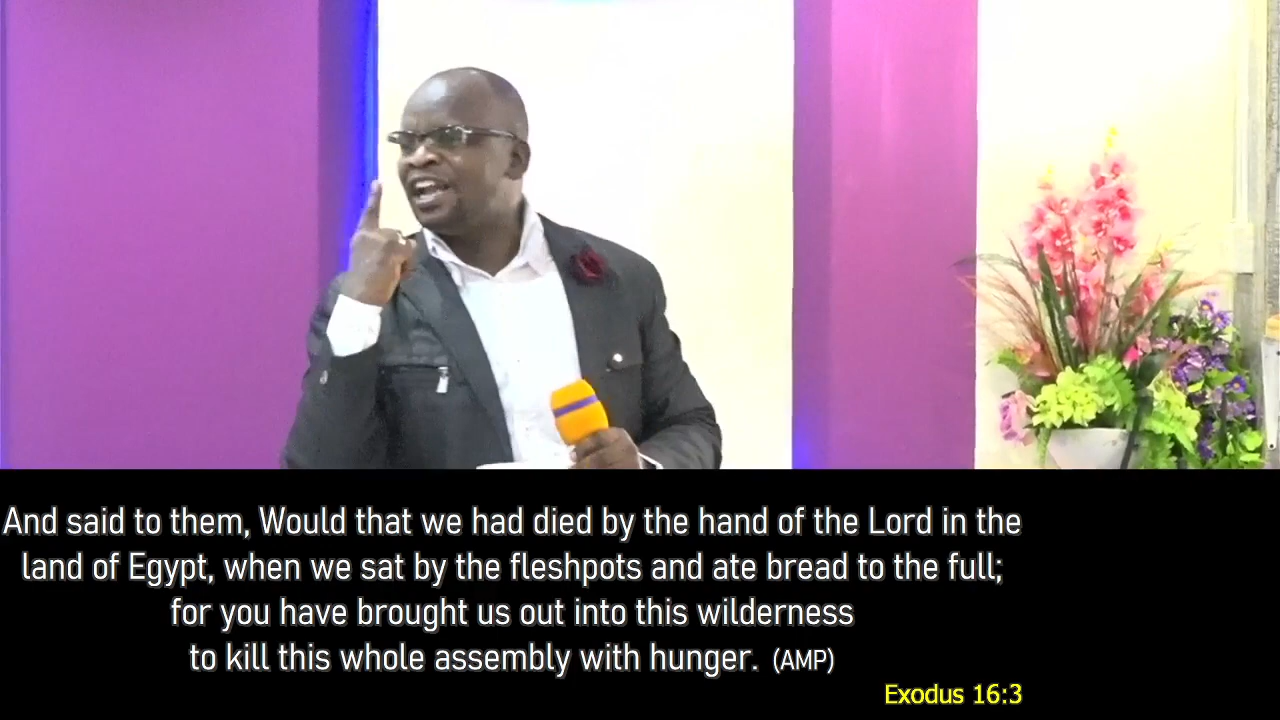 And said to them, Would that we had died by the hand of the Lord in the
land of Egypt, when we sat by the fleshpots and ate bread to the full;
for you have brought us out into this wilderness
to kill this whole assembly with hunger. (AMP)
Exodus 16:3